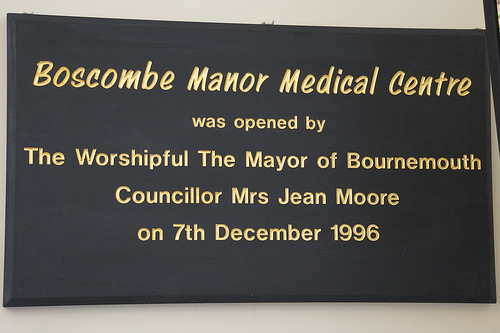 Boscombe Manor Medical Centre
was opened by
The Worshipful The Mayor of Bournemouth
Councillor Mrs Jean Moore
on 7th December 1996